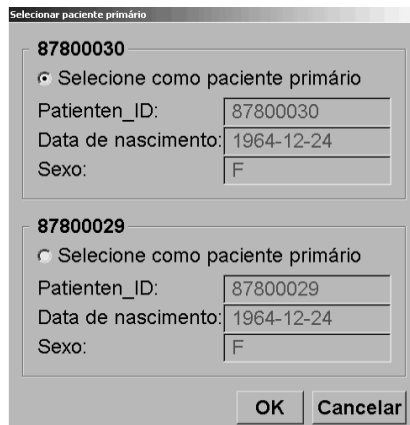 Selecionar paciente primário
87800030
Selecione como paciente primário
Patienten_ID: 87800030
Data de nascimento: 1964-12-24
Sexo: F
87800029
Selecione como paciente primário
Patienten_ID: 87800029
Data de nascimento: 1964-12-24
Sexo: F
OK Cancelar